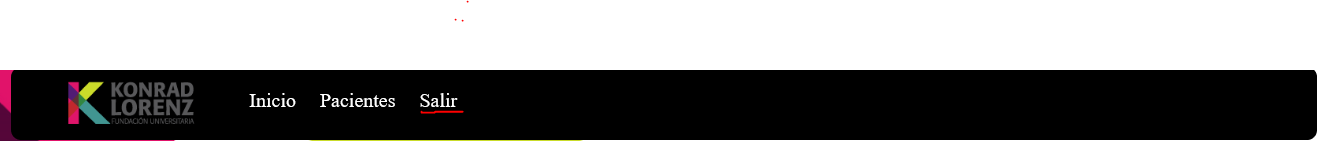 KONRAD
LORENZ
FUNDACIÓN UNIVERSITARIA
Inicio Pacientes Salir